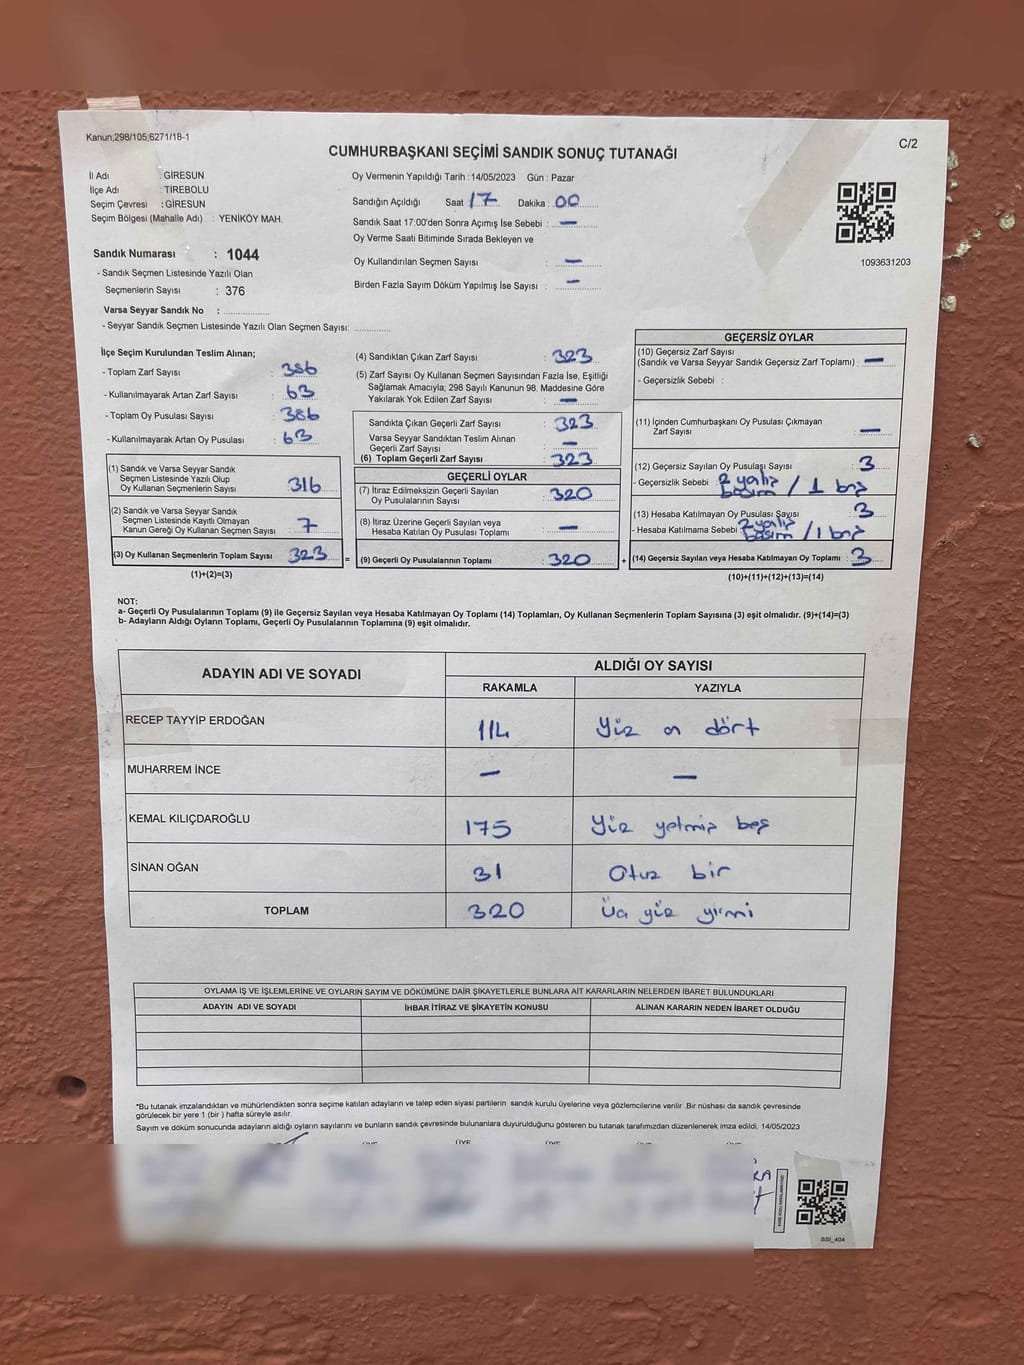 Kanun;298/105;6271/18-1
C/2
CUMHURBAŞKANI SEÇİMİ SANDIK SONUÇ TUTANAĞI
İl Adı : GİRESUN
İlçe Adı : TİREBOLU
Seçim Çevresi : GİRESUN
Seçim Bölgesi (Mahalle Adı) : YENİKÖY MAH.
Sandık Numarası : 1044
- Sandık Seçmen Listesinde Yazılı Olan
Seçmenlerin Sayısı : 376
Varsa Seyyar Sandık No : ..............
- Seyyar Sandık Seçmen Listesinde Yazılı Olan Seçmen Sayısı: ..............
Oy Vermenin Yapıldığı Tarih :14/05/2023 Gün : Pazar
Sandığın Açıldığı Saat 17 Dakika : 00
Sandık Saat 17:00'den Sonra Açımış İse Sebebi : —
Oy Verme Saati Bitiminde Sırada Bekleyen ve
Oy Kullandırılan Seçmen Sayısı : —
Birden Fazla Sayım Döküm Yapılmış İse Sayısı : —
1093631203
İlçe Seçim Kurulundan Teslim Alınan;
- Toplam Zarf Sayısı : 386
- Kullanılmayarak Artan Zarf Sayısı : 63
- Toplam Oy Pusulası Sayısı : 386
- Kullanılmayarak Artan Oy Pusulası : 63
(1) Sandık ve Varsa Seyyar Sandık
Seçmen Listesinde Yazılı Olup
Oy Kullanan Seçmenlerin Sayısı 316
(2) Sandık ve Varsa Seyyar Sandık
Seçmen Listesinde Kayıtlı Olmayan
Kanun Gereği Oy Kullanan Seçmen Sayısı : 7
(3) Oy Kullanan Seçmenlerin Toplam Sayısı 323 =
(1)+(2)=(3)
(4) Sandıktan Çıkan Zarf Sayısı : 323
(5) Zarf Sayısı Oy Kullanan Seçmen Sayısından Fazla İse, Eşitliği
Sağlamak Amacıyla; 298 Sayılı Kanunun 98. Maddesine Göre
Yakılarak Yok Edilen Zarf Sayısı : —
Sandıkta Çıkan Geçerli Zarf Sayısı : 323
Varsa Seyyar Sandıktan Teslim Alınan
Geçerli Zarf Sayısı : —
(6) Toplam Geçerli Zarf Sayısı : 323
GEÇERLİ OYLAR
(7) İtiraz Edilmeksizin Geçerli Sayılan
Oy Pusulasının Sayısı : 320
(8) İtiraz Üzerine Geçerli Sayılan veya
Hesaba Katılan Oy Pusulası Toplamı : —
(9) Geçerli Oy Pusulalarının Toplamı : 320 +
GEÇERSİZ OYLAR
(10) Geçersiz Zarf Sayısı
(Sandık ve Varsa Seyyar Sandık Geçersiz Zarf Toplamı) : —
- Geçersizlik Sebebi :
(11) İçinden Cumhurbaşkanı Oy Pusulası Çıkmayan
Zarf Sayısı : —
(12) Geçersiz Sayılan Oy Pusulası Sayısı : 3
- Geçersizlik Sebebi : 2 / 1
(13) Hesaba Katılmayan Oy Pusulası Sayısı : 3
- Hesaba Katılmama Sebebi : 2 / 1
(14) Geçersiz Sayılan veya Hesaba Katılmayan Oy Toplamı : 3
(10)+(11)+(12)+(13)=(14)
NOT:
a- Geçerli Oy Pusulalarının Toplamı (9) ile Geçersiz Sayılan veya Hesaba Katılmayan Oy Toplamı (14) Toplamları, Oy Kullanan Seçmenlerin Toplam Sayısına (3) eşit olmalıdır. (9)+(14)=(3)
b- Adayların Aldığı Oyların Toplamı, Geçerli Oy Pusulalarının Toplamına (9) eşit olmalıdır.
ADAYIN ADI VE SOYADI ALDIĞI OY SAYISI
RAKAMLA YAZIYLA
RECEP TAYYİP ERDOĞAN 114 Yüz on dört
MUHARREM İNCE — —
KEMAL KILIÇDAROĞLU 175 Yüz yetmiş beş
SİNAN OĞAN 31 Otuz bir
TOPLAM 320 Üç yüz yirmi
OYLAMA İŞ VE İŞLEMLERİNE VE OYLARIN SAYIM VE DÖKÜMÜNE DAİR ŞİKAYETLERLE BUNLARA AİT KARARLARIN NELERDEN İBARET BULUNDUKLARI
ADAYIN ADI VE SOYADI İHBAR İTİRAZ VE ŞİKAYETİN KONUSU ALINAN KARARIN NEDEN İBARET OLDUĞU
*Bu tutanak imzalandıktan ve mühürlendikten sonra seçime katılan adayların ve talep eden siyasi partilerin sandık kurulu üyelerine veya gözlemcilerine verilir .Bir nüshası da sandık çevresinde
görülecek bir yere 1 (bir ) hafta süreyle asılır.
Sayım ve döküm sonucunda adayların aldığı oyların sayılarını ve bunların sandık çevresinde bulunanlara duyurulduğunu gösteren bu tutanak tarafımızdan düzenlenerek imza edildi. 14/05/2023
SSİ_404